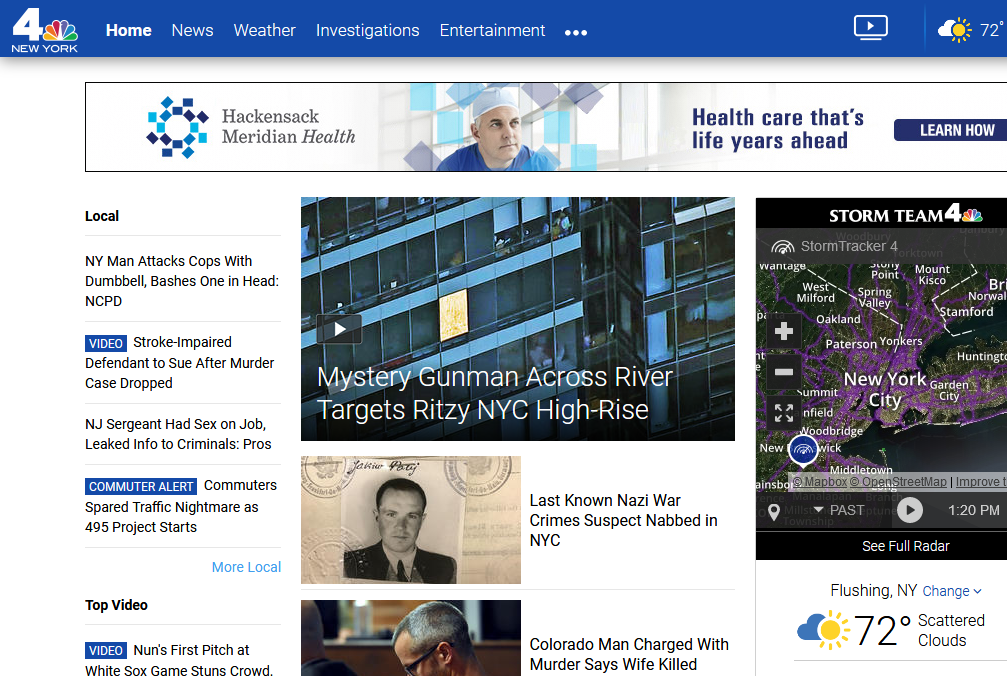 4
NEW YORK
Home News Weather Investigations Entertainment •••
72°
Hackensack
Meridian Health
Health care that's
life years ahead
LEARN HOW
Local
NY Man Attacks Cops With
Dumbbell, Bashes One in Head:
NCPD
VIDEO Stroke-Impaired
Defendant to Sue After Murder
Case Dropped
NJ Sergeant Had Sex on Job,
Leaked Info to Criminals: Pros
COMMUTER ALERT Commuters
Spared Traffic Nightmare as
495 Project Starts
More Local
Top Video
VIDEO Nun's First Pitch at
White Sox Game Stuns Crowd.
Mystery Gunman Across River
Targets Ritzy NYC High-Rise
Last Known Nazi War
Crimes Suspect Nabbed in
NYC
Colorado Man Charged With
Murder Says Wife Killed
STORM TEAM 4
StormTracker 4
Woodbury
Danbury
Yorktown
Wantage
Stony
Point
Mount
Kisco
West
Milford
Spring
Valley
Bri
Norwal
Stamford
Oakland
Paterson
Yonkers
Huntingto
New York
City
Garden
City
Summit
nfield
Woodbridge
New
wick
Middletown
ainsbo
© Mapbox © OpenStreetMap | Improve t
Manalapan
Township
PAST
1:20 PM
See Full Radar
Flushing, NY Change
72° Scattered
Clouds